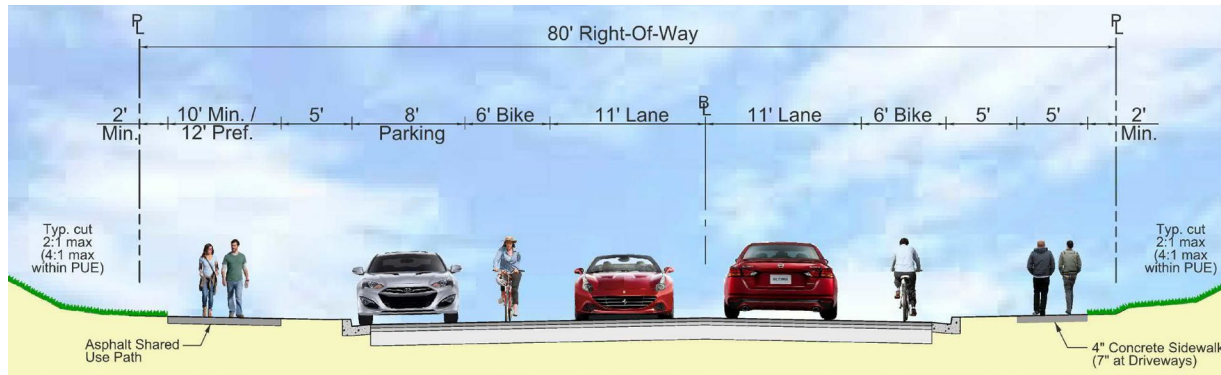 PL
PL
80' Right-Of-Way
BL
2'
Min.
10' Min. /
12' Pref.
5'
8'
Parking
6' Bike
11' Lane
11' Lane
6' Bike
5'
5'
2'
Min.
Typ. cut
2:1 max
(4:1 max
within PUE)
Typ. cut
2:1 max
(4:1 max
within PUE)
Asphalt Shared
Use Path
4" Concrete Sidewalk
(7" at Driveways)